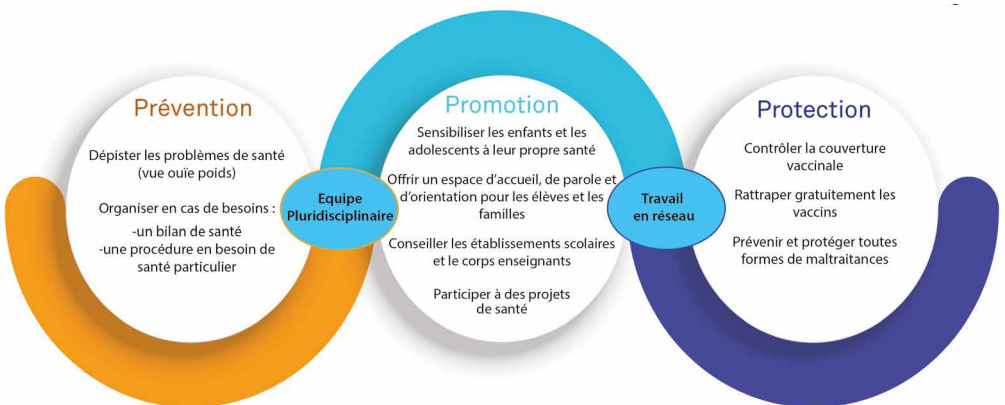 Prévention
Dépister les problèmes de santé
(vue ouïe poids)
Organiser en cas de besoins :
-un bilan de santé
-une procédure en besoin de
santé particulier
Equipe
Pluridisciplinaire
Promotion
Sensibiliser les enfants et les
adolescents à leur propre santé
Offrir un espace d'accueil, de parole et
d'orientation pour les élèves et les
familles
Conseiller les établissements scolaires
et le corps enseignants
Participer à des projets
de santé
Travail
en réseau
Protection
Contrôler la couverture
vaccinale
Rattraper gratuitement les
vaccins
Prévenir et protéger toutes
formes de maltraitances